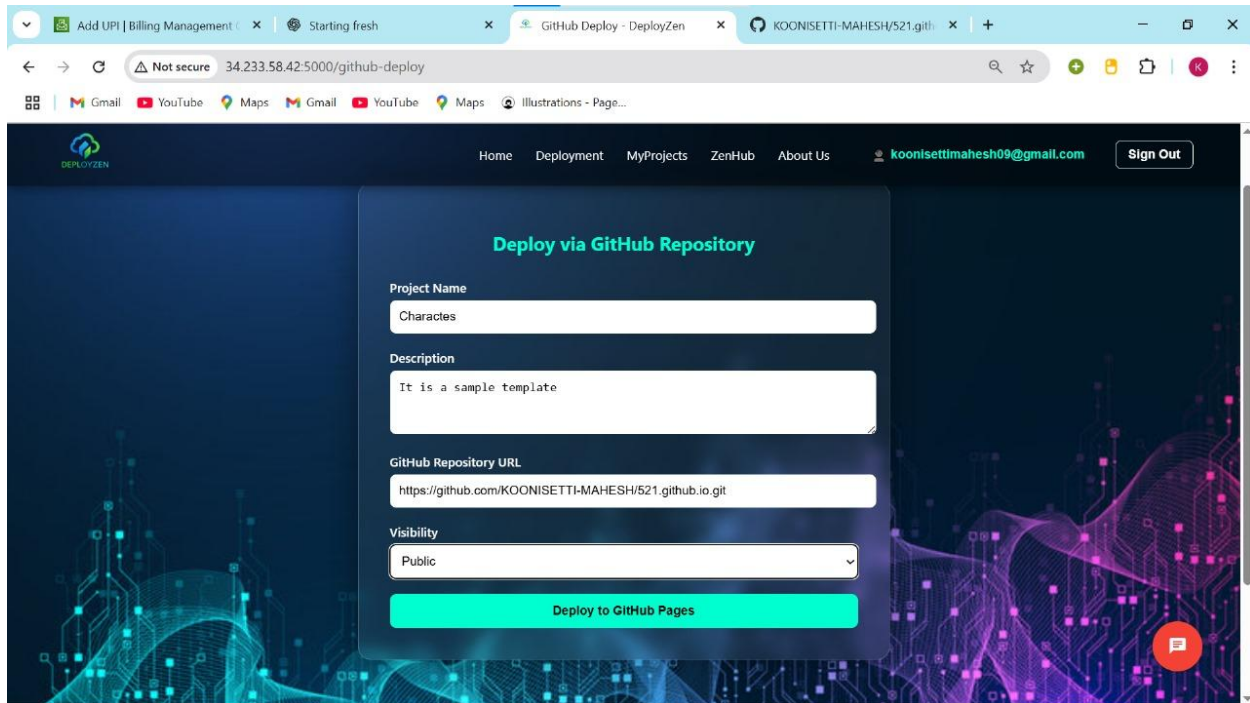 Add UPI | Billing Management C
Starting fresh
GitHub Deploy - DeployZen
KOONISETTI-MAHESH/521.gith
Not secure 34.233.58.42:5000/github-deploy
K
Gmail YouTube Maps Gmail YouTube Maps Illustrations - Page...
DEPLOYZEN
Home Deployment MyProjects ZenHub About Us koonisettimahesh09@gmail.com Sign Out
Deploy via GitHub Repository
Project Name
Charactes
Description
It is a sample template
GitHub Repository URL
https://github.com/KOONISETTI-MAHESH/521.github.io.git
Visibility
Public
Deploy to GitHub Pages